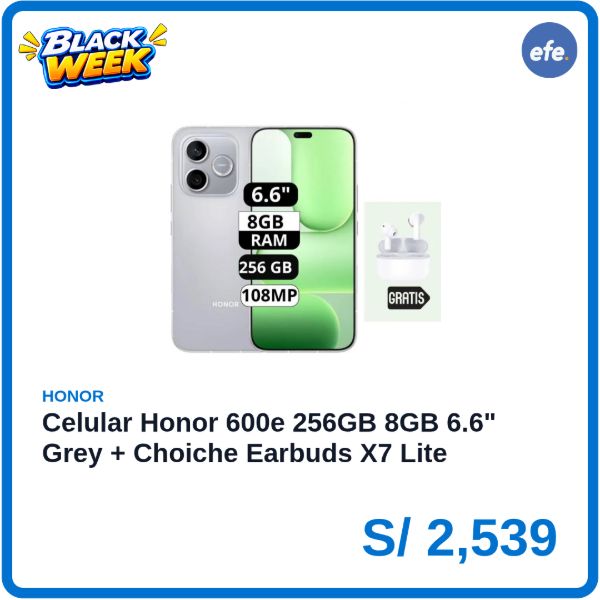 BLACK
WEEK
efe.
6.6"
8GB
RAM
256 GB
108MP
HONOR
GRATIS
HONOR
Celular Honor 600e 256GB 8GB 6.6"
Grey + Choiche Earbuds X7 Lite
S/ 2,539